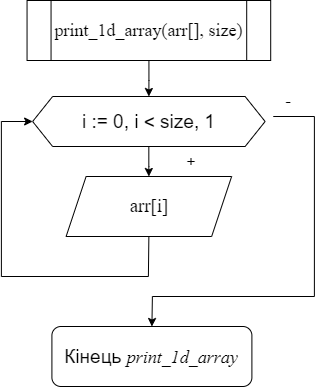 print_1d_array(arr[], size)
i := 0, i < size, 1
-
+
arr[i]
Кінець print_1d_array